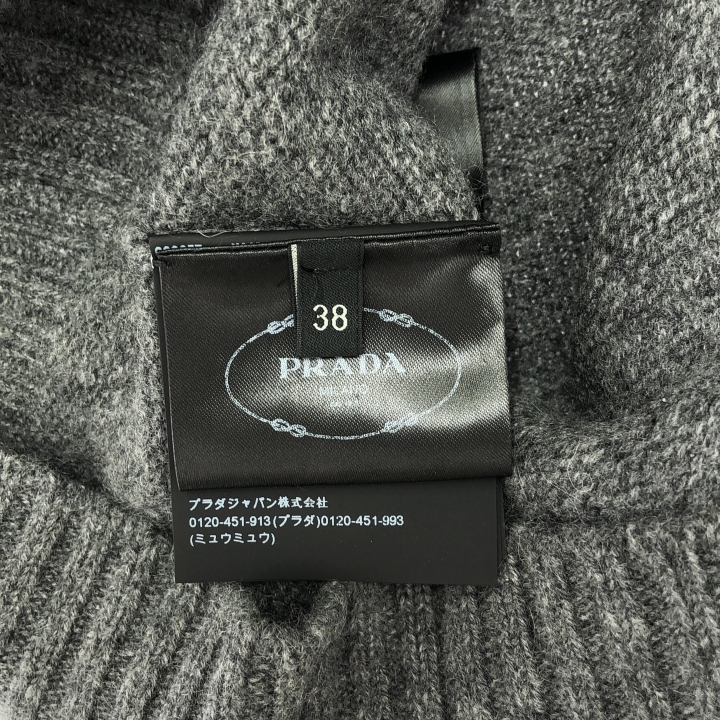 38
PRADA
MILANO
プラダジャパン株式会社
0120-451-913(プラダ)0120-451-993
(ミュウミュウ)